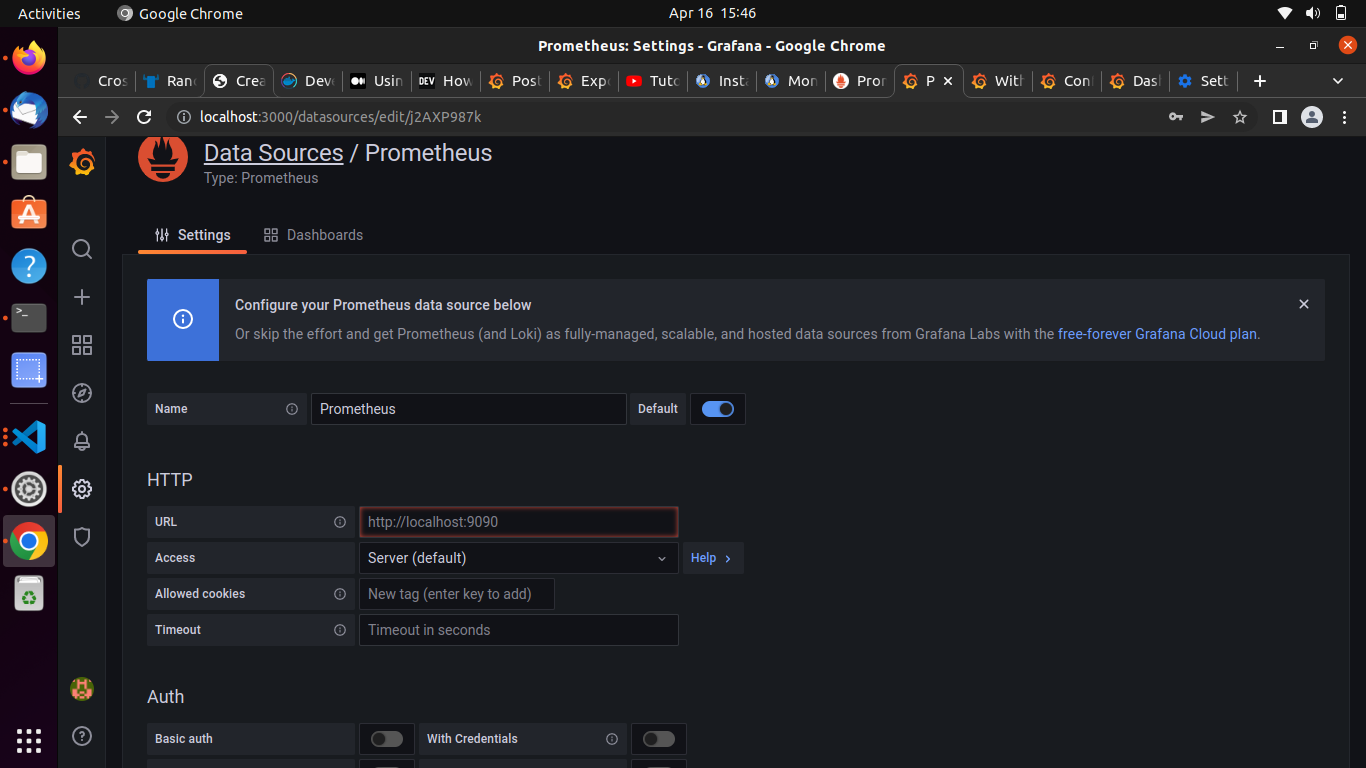 Activities Google Chrome Apr 16 15:46
Prometheus: Settings - Grafana - Google Chrome
Cros Ranc Crea Deve Usin DEV How Post Expo Tuto Insta Mon Pror P With Con Dasl Sett
localhost:3000/datasources/edit/j2AXP987k
Data Sources / Prometheus
Type: Prometheus
Settings Dashboards
Configure your Prometheus data source below
Or skip the effort and get Prometheus (and Loki) as fully-managed, scalable, and hosted data sources from Grafana Labs with the free-forever Grafana Cloud plan.
Name Prometheus Default
HTTP
URL http://localhost:9090
Access Server (default) Help >
Allowed cookies New tag (enter key to add)
Timeout Timeout in seconds
Auth
Basic auth With Credentials